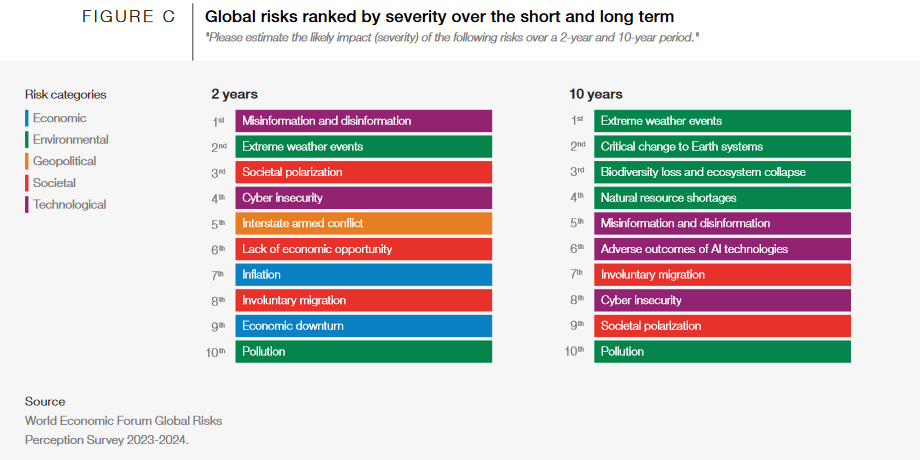 FIGURE C
Global risks ranked by severity over the short and long term
"Please estimate the likely impact (severity) of the following risks over a 2-year and 10-year period."
Risk categories
Economic
Environmental
Geopolitical
Societal
Technological
2 years
1st Misinformation and disinformation
2nd Extreme weather events
3rd Societal polarization
4th Cyber insecurity
5th Interstate armed conflict
6th Lack of economic opportunity
7th Inflation
8th Involuntary migration
9th Economic downturn
10th Pollution
10 years
1st Extreme weather events
2nd Critical change to Earth systems
3rd Biodiversity loss and ecosystem collapse
4th Natural resource shortages
5th Misinformation and disinformation
6th Adverse outcomes of AI technologies
7th Involuntary migration
8th Cyber insecurity
9th Societal polarization
10th Pollution
Source
World Economic Forum Global Risks
Perception Survey 2023-2024.